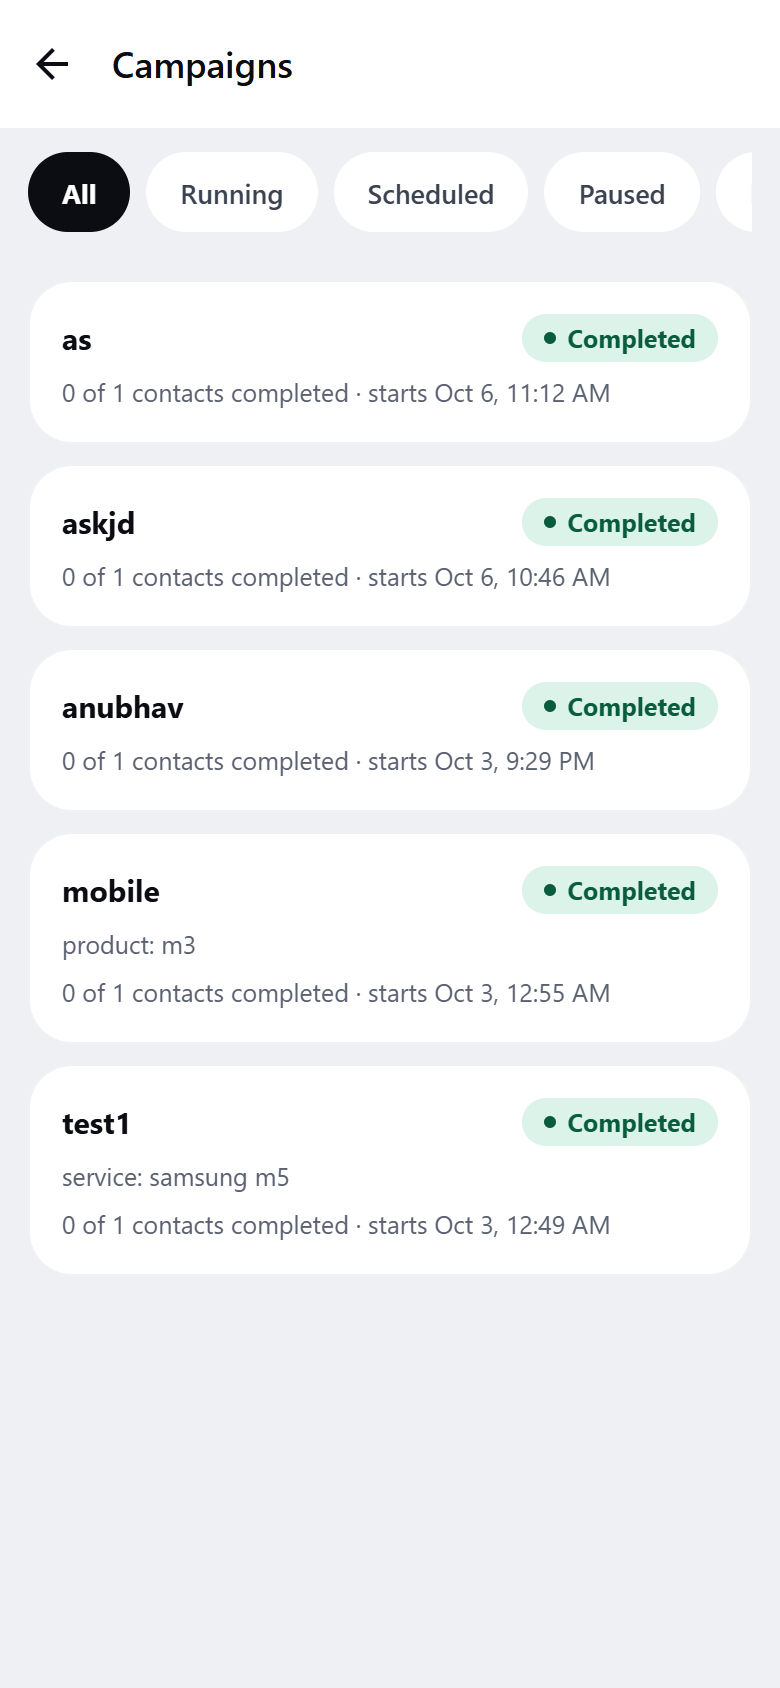 Campaigns
All Running Scheduled Paused
as Completed
0 of 1 contacts completed · starts Oct 6, 11:12 AM
askjd Completed
0 of 1 contacts completed · starts Oct 6, 10:46 AM
anubhav Completed
0 of 1 contacts completed · starts Oct 3, 9:29 PM
mobile Completed
product: m3
0 of 1 contacts completed · starts Oct 3, 12:55 AM
test1 Completed
service: samsung m5
0 of 1 contacts completed · starts Oct 3, 12:49 AM